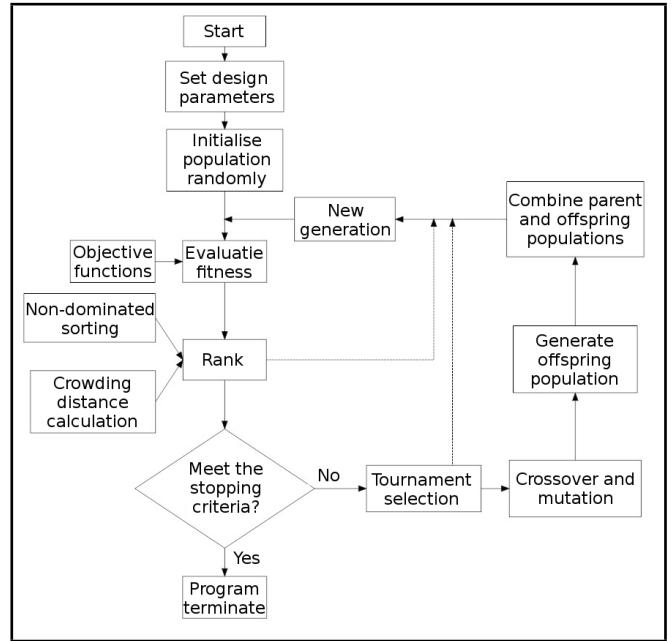 Start
Set design
parameters
Initialise
population
randomly
New
generation
Combine parent
and offspring
populations
Objective
functions
Evaluatie
fitness
Non-dominated
sorting
Generate
offspring
population
Rank
Crowding
distance
calculation
Meet the
stopping
criteria?
No
Tournament
selection
Crossover and
mutation
Yes
Program
terminate